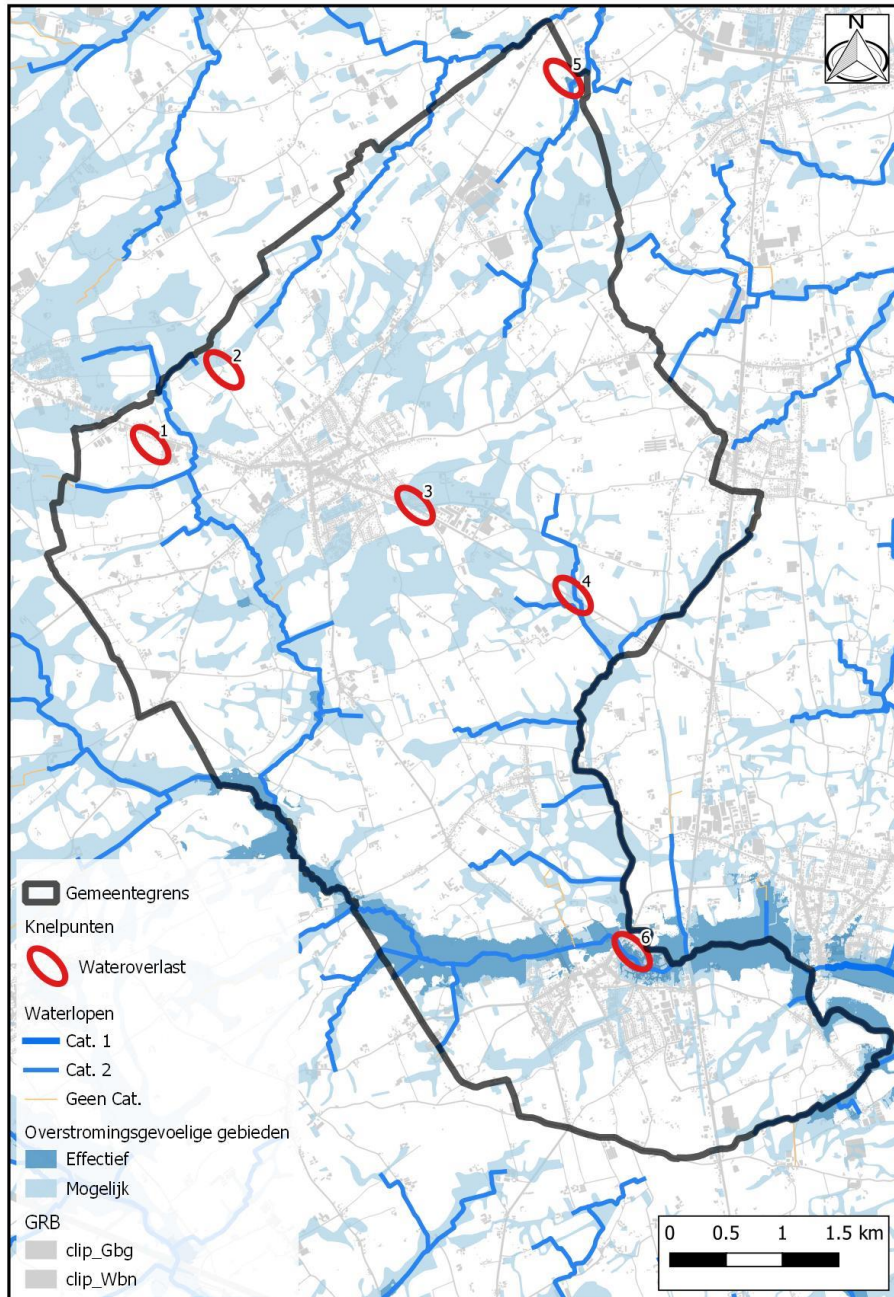 N
5
2
1
3
4
6
Gemeentegrens
Knelpunten
Wateroverlast
Waterlopen
Cat. 1
Cat. 2
Geen Cat.
Overstromingsgevoelige gebieden
Effectief
Mogelijk
GRB
clip_Gbg
clip_Wbn
0 0.5 1 1.5 km